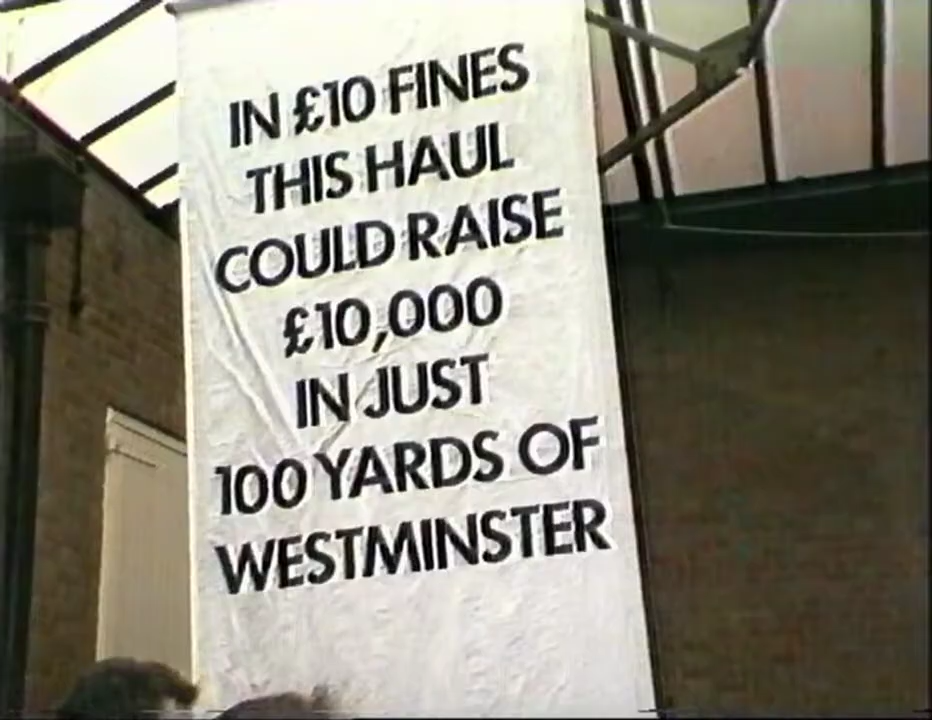 IN £10 FINES
THIS HAUL
COULD RAISE
£10,000
IN JUST
100 YARDS OF
WESTMINSTER